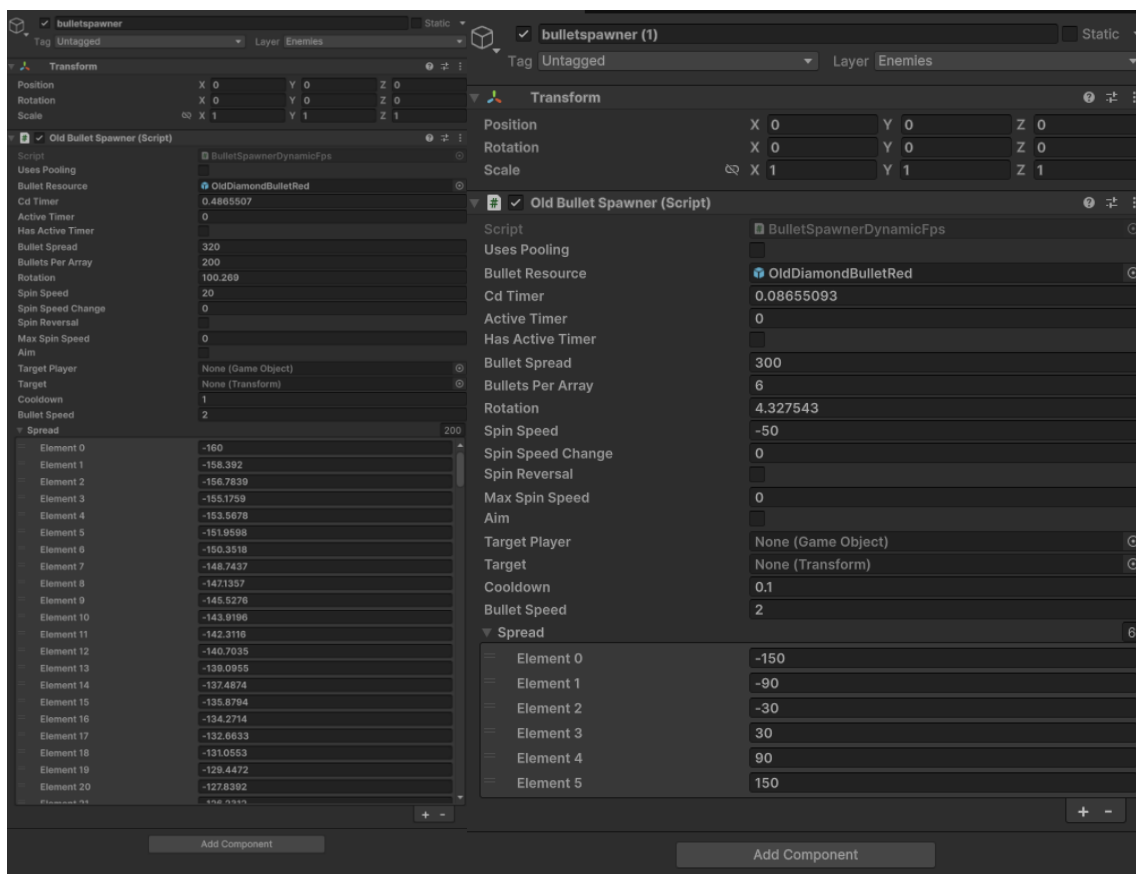 bulletspawner Static
Tag Untagged Layer Enemies
Transform
Position X 0 Y 0 Z 0
Rotation X 0 Y 0 Z 0
Scale X 1 Y 1 Z 1
# Old Bullet Spawner (Script)
Script BulletSpawnerDynamicFps
Uses Pooling
Bullet Resource OldDiamondBulletRed
Cd Timer 0.4865507
Active Timer 0
Has Active Timer
Bullet Spread 320
Bullets Per Array 200
Rotation 100.269
Spin Speed 20
Spin Speed Change 0
Spin Reversal
Max Spin Speed 0
Aim
Target Player None (Game Object)
Target None (Transform)
Cooldown 1
Bullet Speed 2
Spread 200
Element 0 -160
Element 1 -158.392
Element 2 -156.7839
Element 3 -155.1759
Element 4 -153.5678
Element 5 -151.9598
Element 6 -150.3518
Element 7 -148.7437
Element 8 -147.1357
Element 9 -145.5276
Element 10 -143.9196
Element 11 -142.3116
Element 12 -140.7035
Element 13 -139.0955
Element 14 -137.4874
Element 15 -135.8794
Element 16 -134.2714
Element 17 -132.6633
Element 18 -131.0553
Element 19 -129.4472
Element 20 -127.8392
+ -
Add Component
bulletspawner (1) Static
Tag Untagged Layer Enemies
Transform
Position X 0 Y 0 Z 0
Rotation X 0 Y 0 Z 0
Scale X 1 Y 1 Z 1
# Old Bullet Spawner (Script)
Script BulletSpawnerDynamicFps
Uses Pooling
Bullet Resource OldDiamondBulletRed
Cd Timer 0.08655093
Active Timer 0
Has Active Timer
Bullet Spread 300
Bullets Per Array 6
Rotation 4.327543
Spin Speed -50
Spin Speed Change 0
Spin Reversal
Max Spin Speed 0
Aim
Target Player None (Game Object)
Target None (Transform)
Cooldown 0.1
Bullet Speed 2
Spread 6
Element 0 -150
Element 1 -90
Element 2 -30
Element 3 30
Element 4 90
Element 5 150
+ -
Add Component